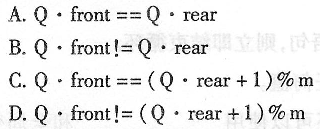 A. Q・front == Q・rear
B. Q・front != Q・rear
C. Q・front == (Q・rear + 1) % m
D. Q・front != (Q・rear + 1) % m